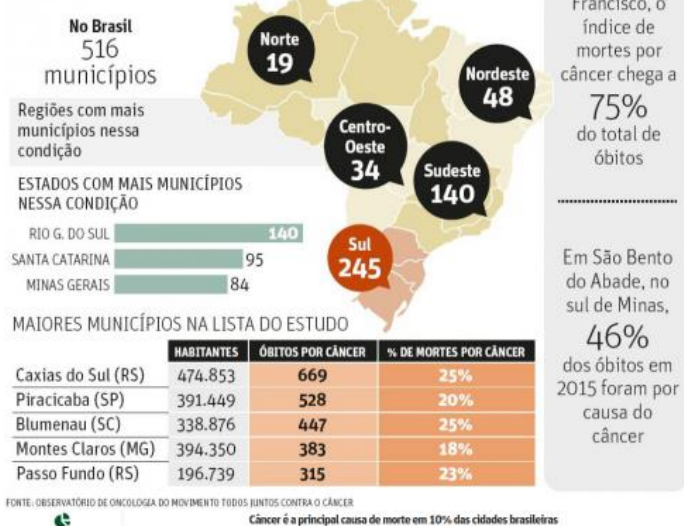 No Brasil
516
municípios
Regiões com mais
municípios nessa
condição
Norte
19
Nordeste
48
Centro-
Oeste
34
Sudeste
140
Sul
245
ESTADOS COM MAIS MUNICÍPIOS
NESSA CONDIÇÃO
RIO G. DO SUL 140
SANTA CATARINA 95
MINAS GERAIS 84
MAIORES MUNICÍPIOS NA LISTA DO ESTUDO
HABITANTES ÓBITOS POR CÂNCER % DE MORTES POR CÂNCER
Caxias do Sul (RS) 474.853 669 25%
Piracicaba (SP) 391.449 528 20%
Blumenau (SC) 338.876 447 25%
Montes Claros (MG) 394.350 383 18%
Passo Fundo (RS) 196.739 315 23%
Francisco, o
índice de
mortes por
câncer chega a
75%
do total de
óbitos
Em São Bento
do Abade, no
sul de Minas,
46%
dos óbitos em
2015 foram por
causa do
câncer
FONTE: OBSERVATÓRIO DE ONCOLOGIA DO MOVIMENTO TODOS JUNTOS CONTRA O CÂNCER
Câncer é a principal causa de morte em 10% das cidades brasileiras